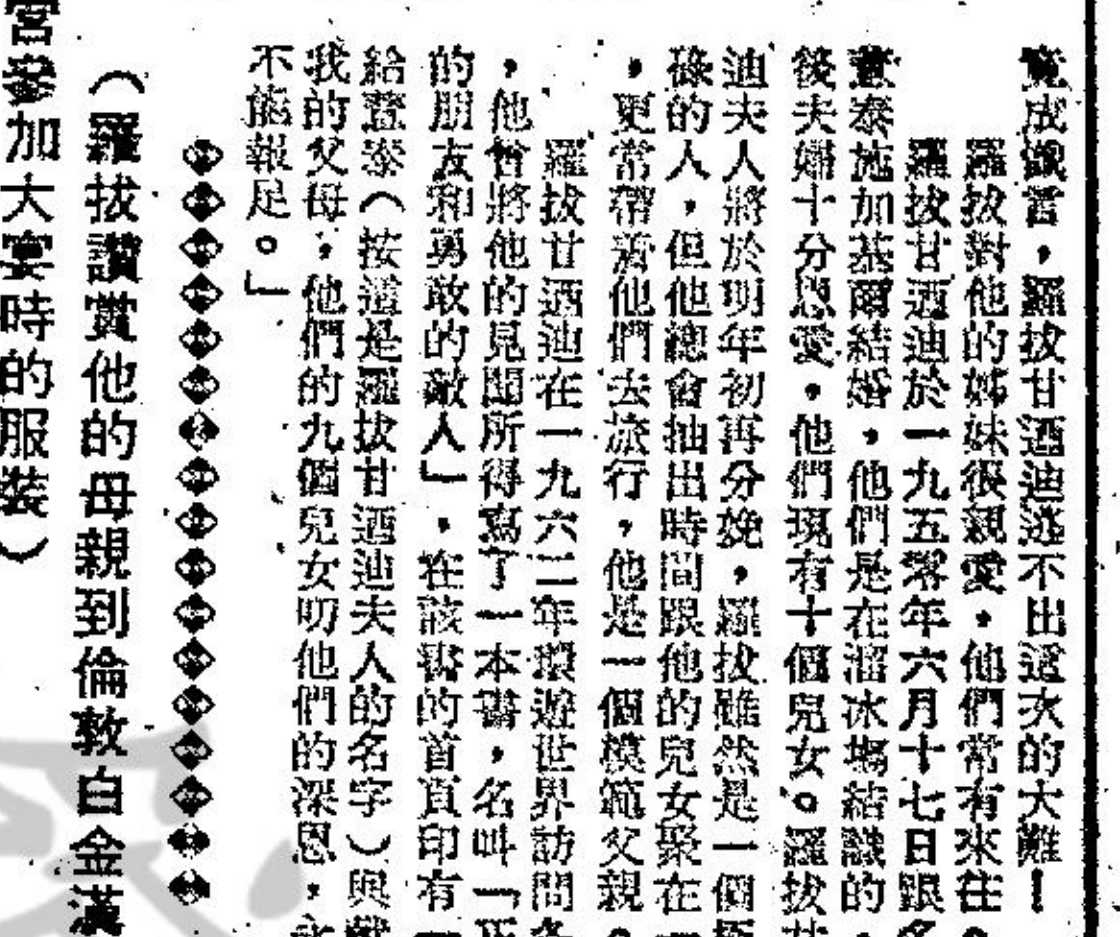 竟成讖言,羅拔甘迺迪逃不出這次的大難!
羅拔對他的姊妹很親愛,他們常有來往。
羅拔甘迺迪於一九五零年六月十七日跟
泰施加基爾結婚,他們是在溜冰場結識的,
後夫婦十分恩愛,他們現有十個兒女。羅拔甘
迪夫人將於明年初再分娩,羅拔雖然是一個極
碌的人,但他總會抽出時間跟他的兒女聚在一
,更常帶着他們去旅行,他是一個模範父親。
羅拔甘迺迪在一九六二年環遊世界訪問各
,他曾將他的見聞所得寫了一本書,名叫「正
的朋友和勇敢的敵人」,在該書的首頁印有「
給薏泰(按這是羅拔甘迺迪夫人的名字)與獻
我的父母,他們的九個兒女叨他們的深恩,永
不能報足。」
(羅拔讚賞他的母親到倫敦白金漢
宮參加大宴時的服裝)